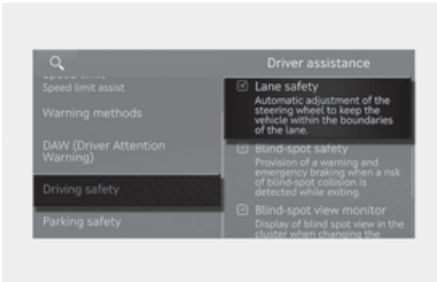 Driver assistance
Speed limit assist
Warning methods
DAW (Driver Attention
Warning)
Driving safety
Parking safety
Lane safety
Automatic adjustment of the
steering wheel to keep the
vehicle within the boundaries
of the lane.
Blind-spot safety
Provision of a warning and
emergency braking when a risk
of blind-spot collision is
detected while exiting.
Blind-spot view monitor
Display of blind spot view in the
cluster when changing the